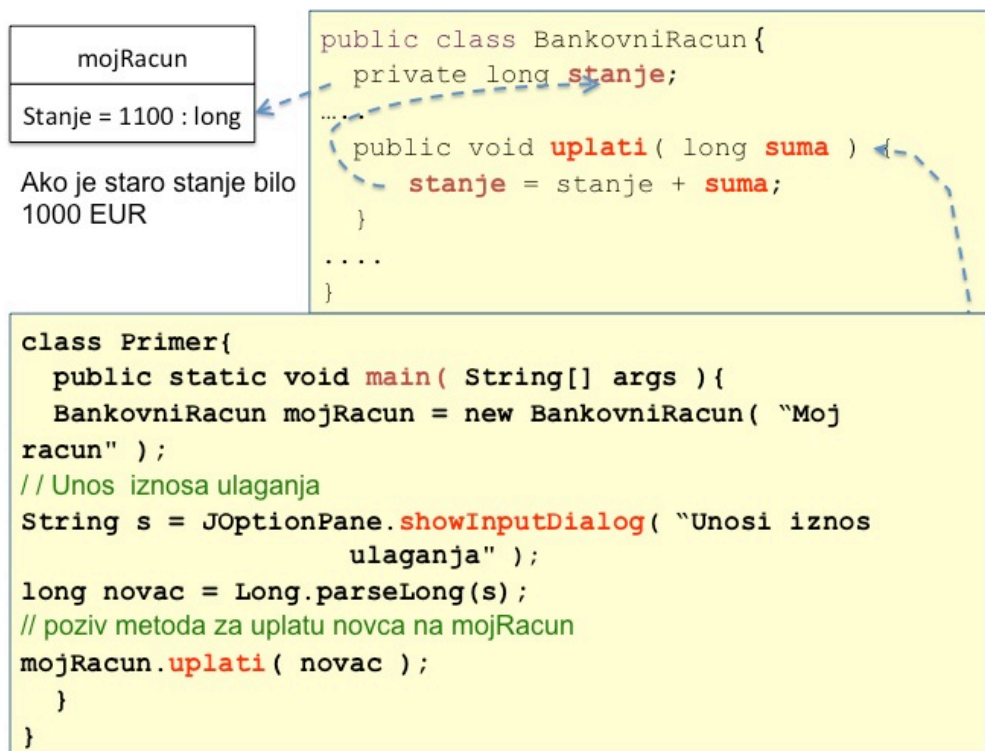 mojRacun
Stanje = 1100 : long
Ako je staro stanje bilo
1000 EUR
public class BankovniRacun{
private long stanje;
…..
public void uplati( long suma ) {
stanje = stanje + suma;
}
....
}
class Primer{
public static void main( String[] args ){
BankovniRacun mojRacun = new BankovniRacun( “Moj
racun" );
/ / Unos  iznosa ulaganja
String s = JOptionPane.showInputDialog( “Unosi iznos
ulaganja" );
long novac = Long.parseLong(s);
// poziv metoda za uplatu novca na mojRacun
mojRacun.uplati( novac );
}
}